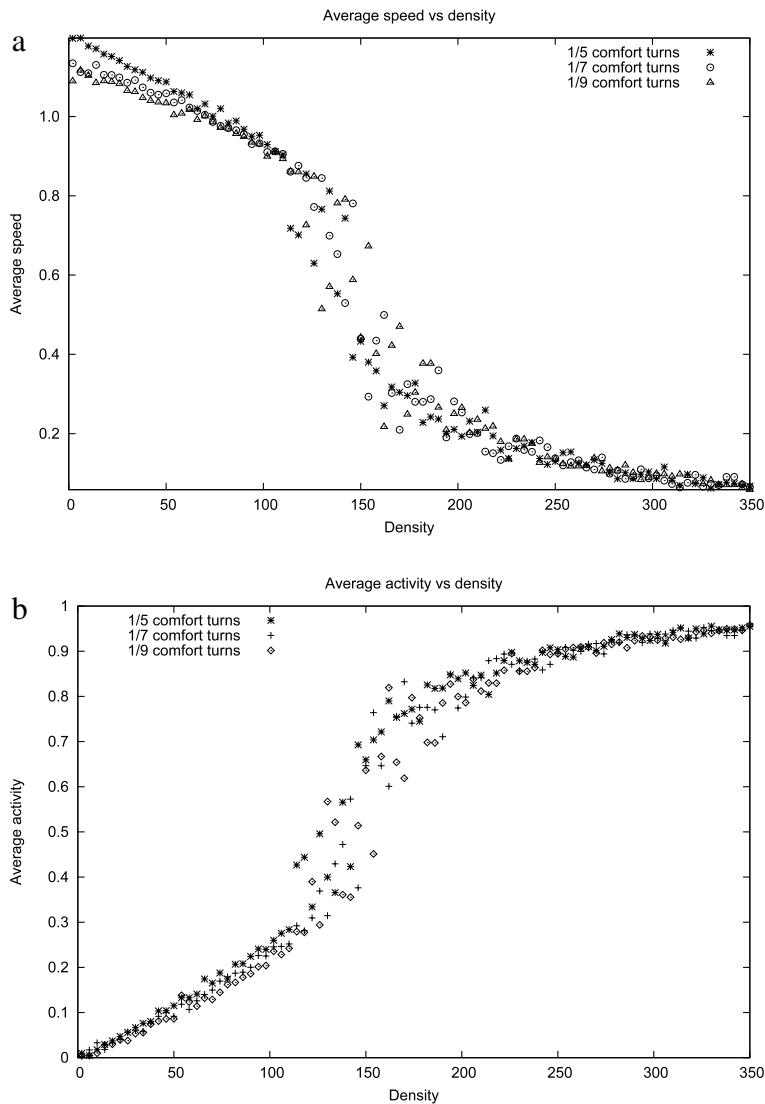 Average speed vs density
a
1/5 comfort turns
1/7 comfort turns
1/9 comfort turns
1.0
0.8
0.6
0.4
0.2
Average speed
0 50 100 150 200 250 300 350
Density
Average activity vs density
b
1
0.9
0.8
0.7
0.6
0.5
0.4
0.3
0.2
0.1
0
1/5 comfort turns
1/7 comfort turns
1/9 comfort turns
Average activity
0 50 100 150 200 250 300 350
Density